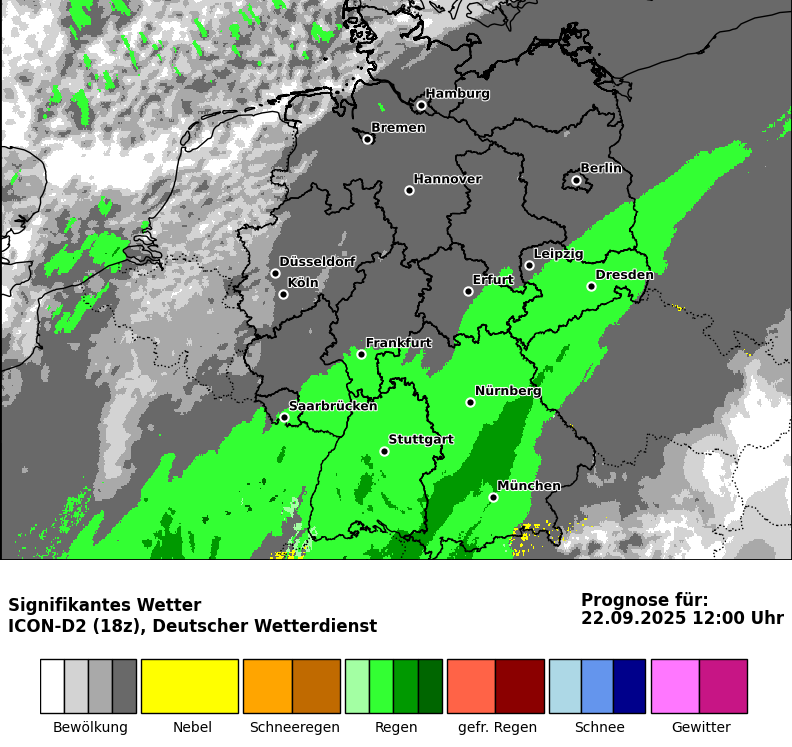 Hamburg
Bremen
Berlin
Hannover
Leipzig
Düsseldorf
Dresden
Köln
Erfurt
Frankfurt
Nürnberg
Saarbrücken
Stuttgart
München
Signifikantes Wetter
ICON-D2 (18z), Deutscher Wetterdienst
Prognose für:
22.09.2025 12:00 Uhr
Bewölkung
Nebel
Schneeregen
Regen
gefr. Regen
Schnee
Gewitter